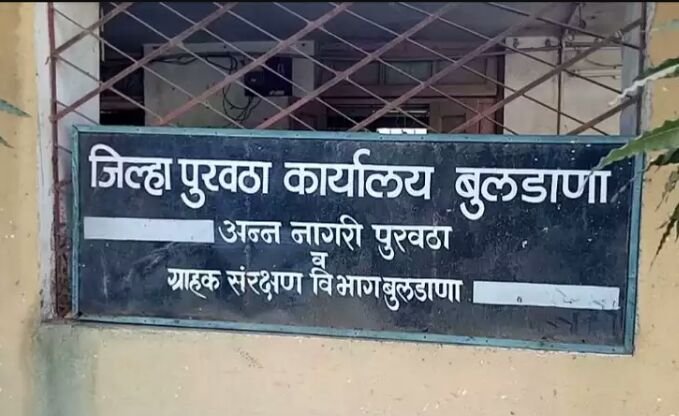 जिल्हा पुरवठा कार्यालय बुलडाणा
अन्न नागरी पुरवठा
व
ग्राहक संरक्षण विभाग बुलडाणा